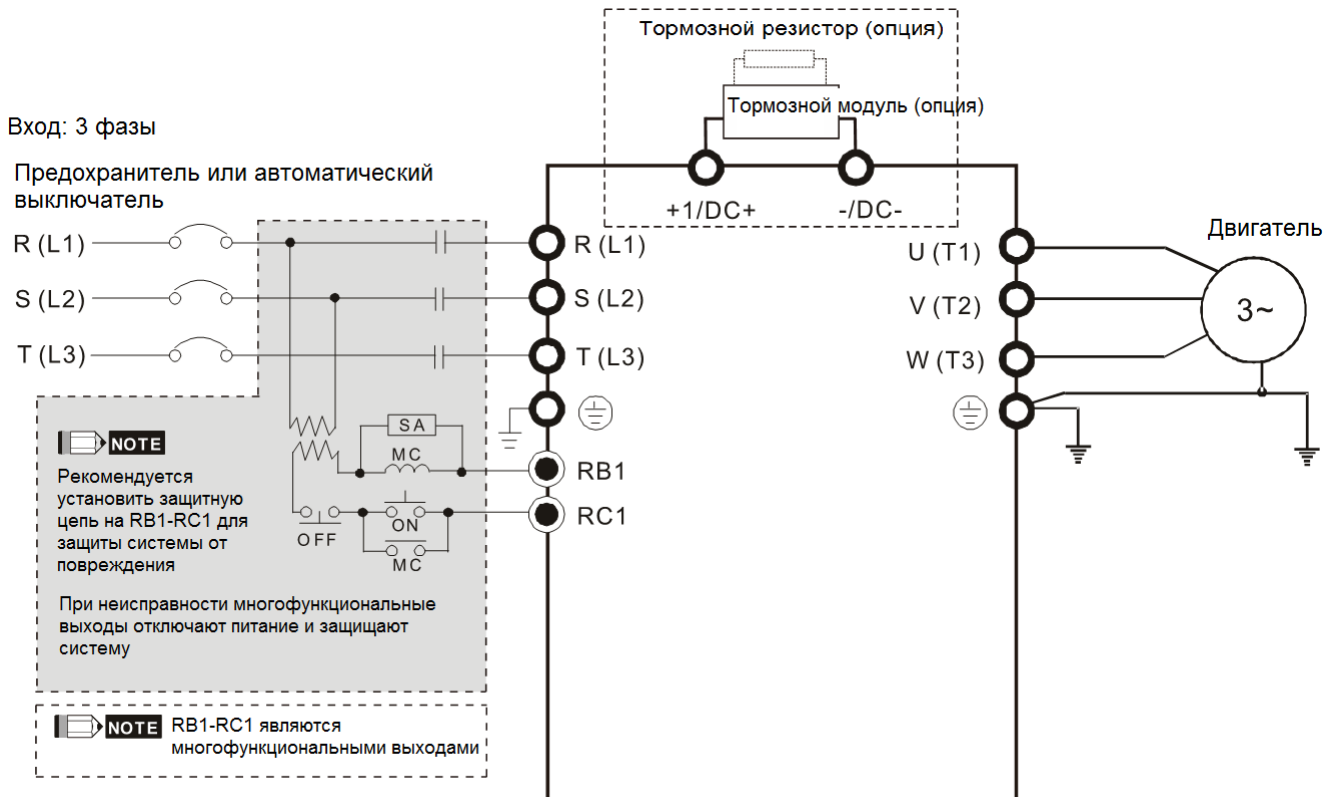 Тормозной резистор (опция)
Тормозной модуль (опция)
+1/DC+
-/DC-
Вход: 3 фазы
Предохранитель или автоматический
выключатель
R (L1)
S (L2)
T (L3)
R (L1)
S (L2)
T (L3)
U (T1)
V (T2)
W (T3)
Двигатель
3~
SA
MC
RB1
OFF
ON
MC
RC1
NOTE
Рекомендуется
установить защитную
цепь на RB1-RC1 для
защиты системы от
повреждения
При неисправности многофункциональные
выходы отключают питание и защищают
систему
NOTE RB1-RC1 являются
многофункциональными выходами